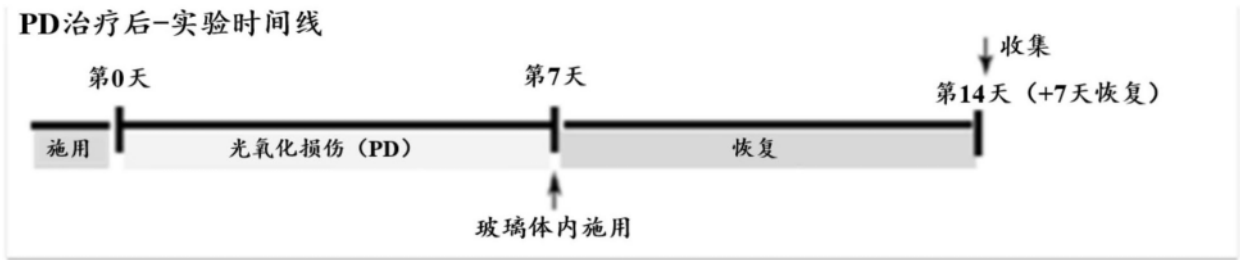 PD治疗后-实验时间线
收集
第0天
第7天
第14天（+7天恢复）
施用
光氧化损伤（PD）
恢复
玻璃体内施用